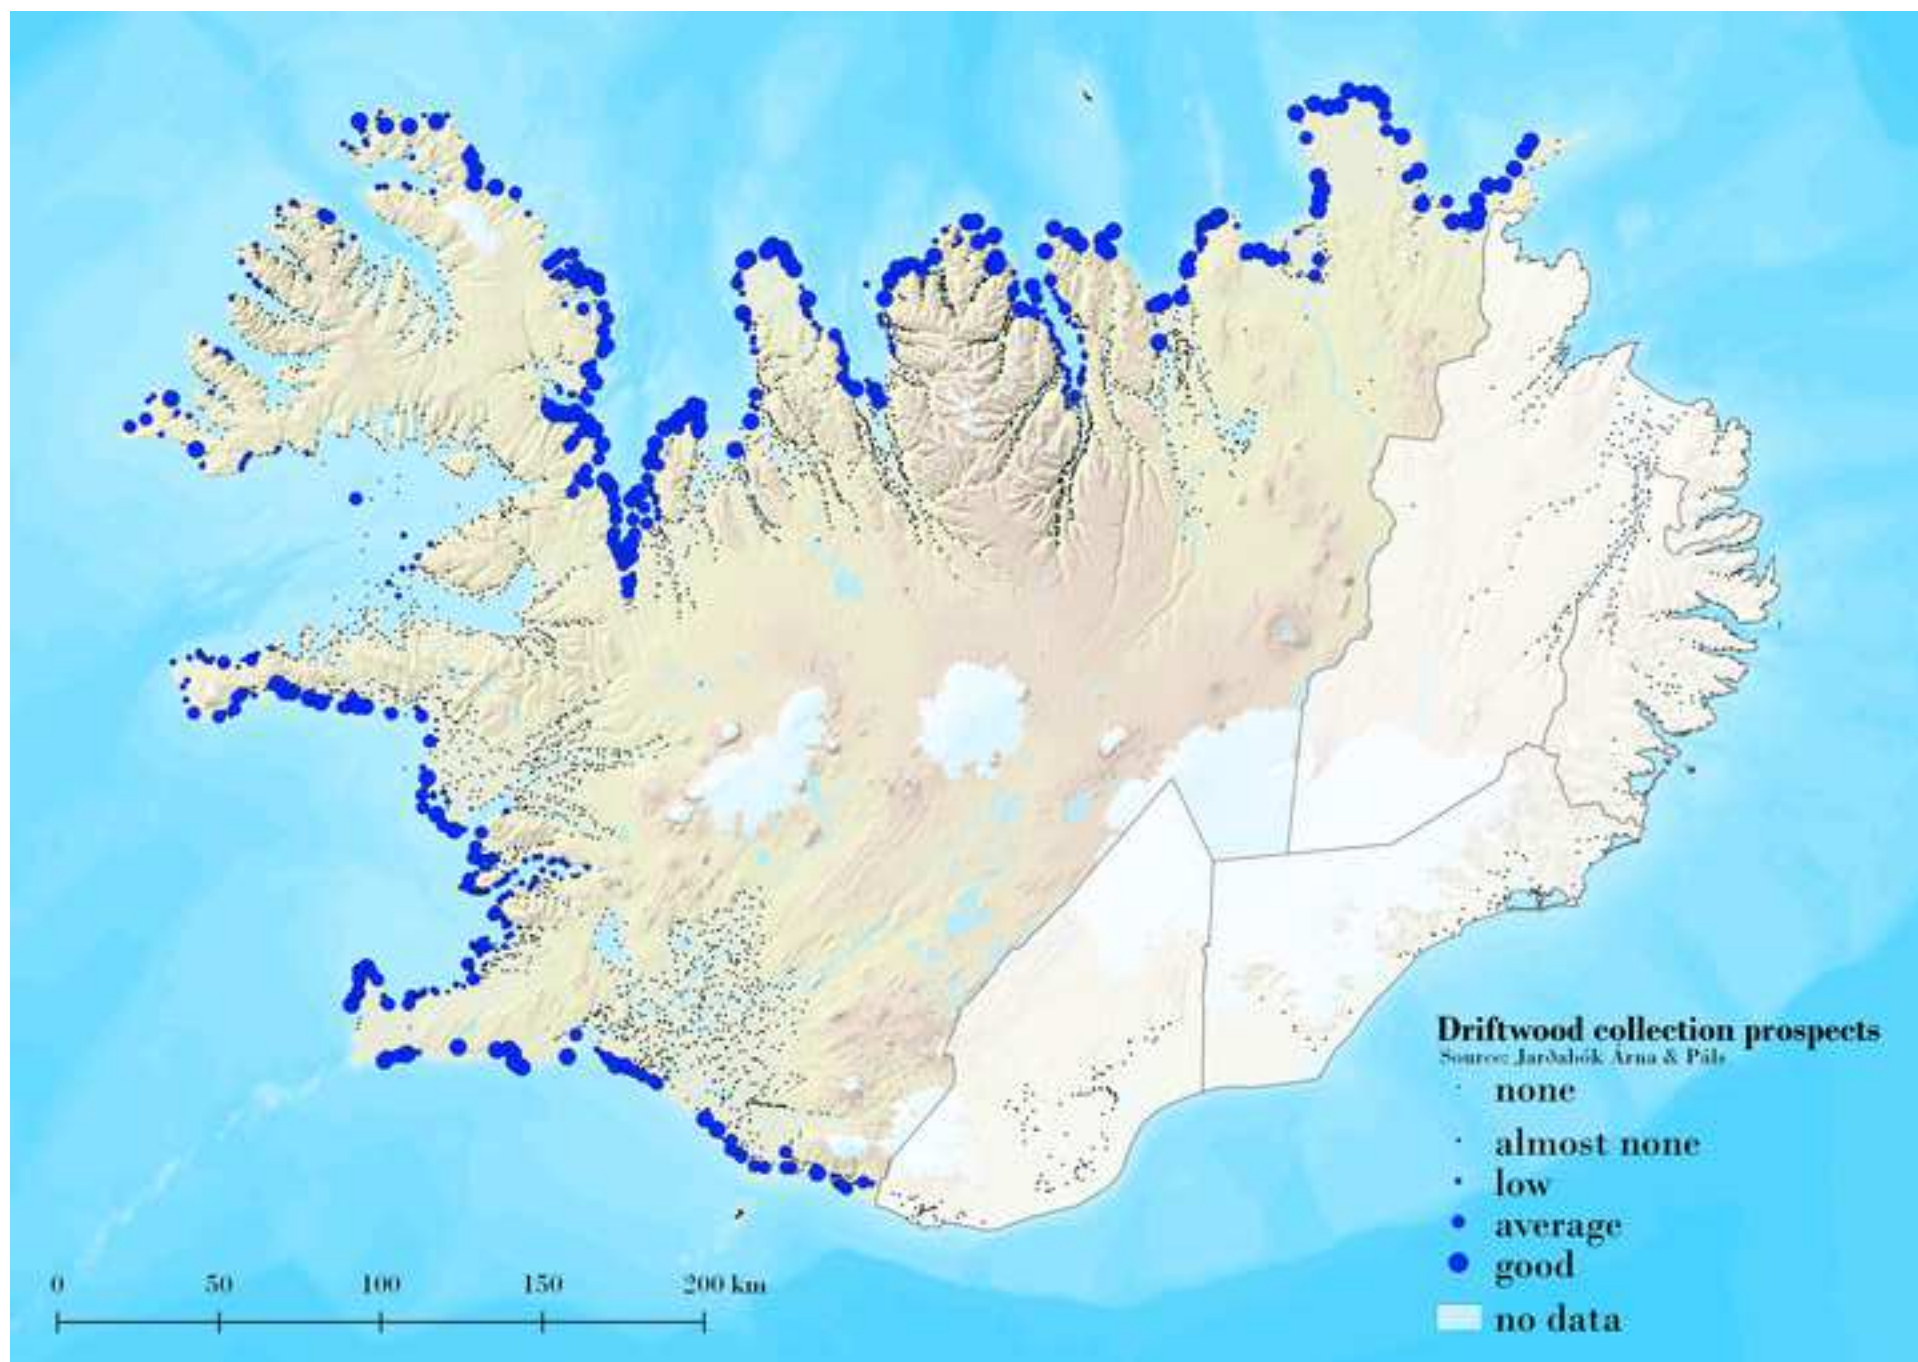 Driftwood collection prospects
Source: Jarðabók Árna & Páls
none
almost none
low
average
good
no data
0 50 100 150 200 km